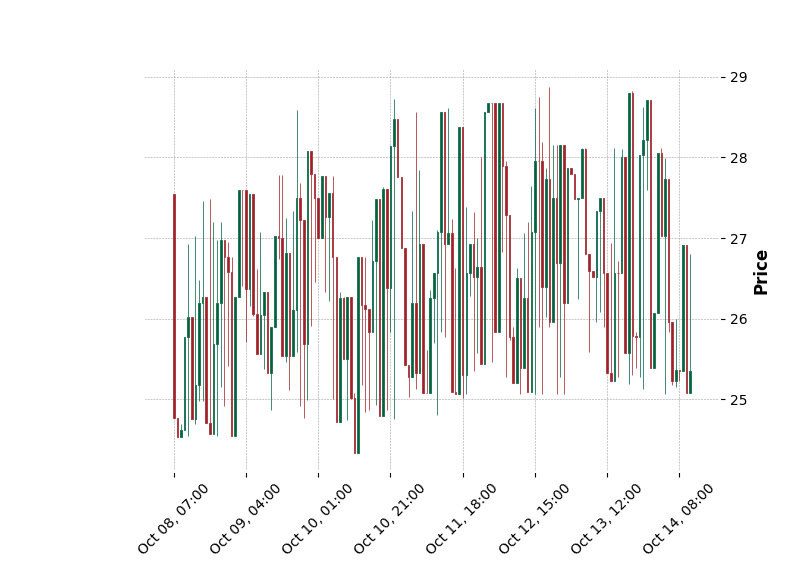 29
28
27
26
25
Price
Oct 08, 07:00
Oct 09, 04:00
Oct 10, 01:00
Oct 10, 21:00
Oct 11, 18:00
Oct 12, 15:00
Oct 13, 12:00
Oct 14, 08:00